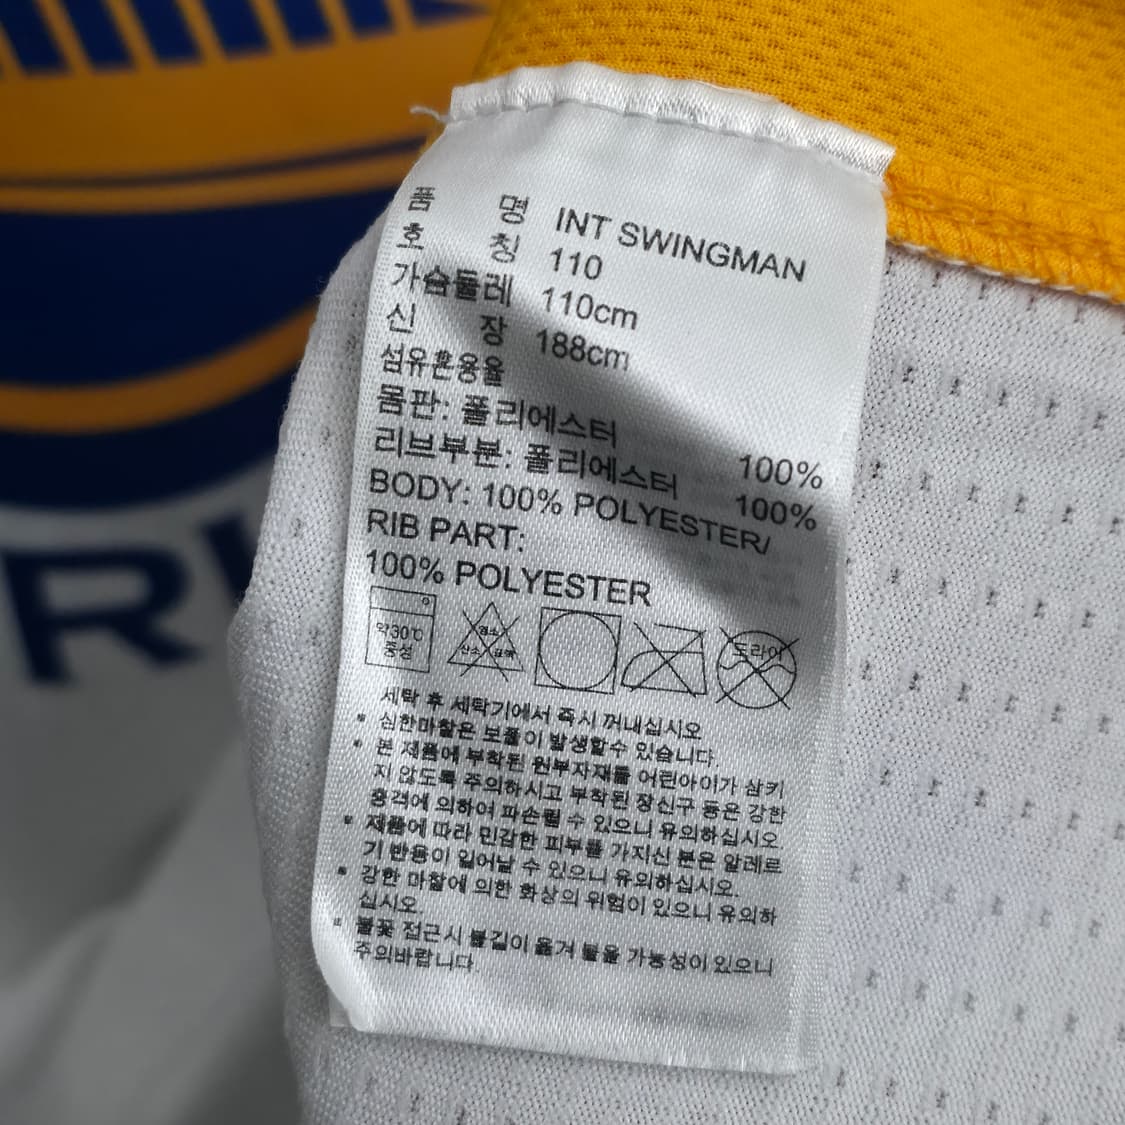 품 명 INT SWINGMAN
호 칭 110
가슴둘레 110cm
신 장 188cm
섬유혼용율
몸판: 폴리에스터 100%
리브부분: 폴리에스터 100%
BODY: 100% POLYESTER/
RIB PART:
100% POLYESTER
약30℃
중성
염소
산소 표백
드라이
세탁 후 세탁기에서 즉시 꺼내십시오
* 심한마찰은 보풀이 발생할수 있습니다.
* 본 제품에 부착된 원부자재를 어린아이가 삼키
지 않도록 주의하시고 부착된 장신구 등은 강한
충격에 의하여 파손될 수 있으니 유의하십시오
* 제품에 따라 민감한 피부를 가지신 분은 알레르
기 반응이 일어날 수 있으니 유의하십시오.
* 강한 마찰에 의한 화상의 위험이 있으니 유의하
십시오.
* 불꽃 접근시 불길이 옮겨 붙을 가능성이 있으니
주의바랍니다.
R